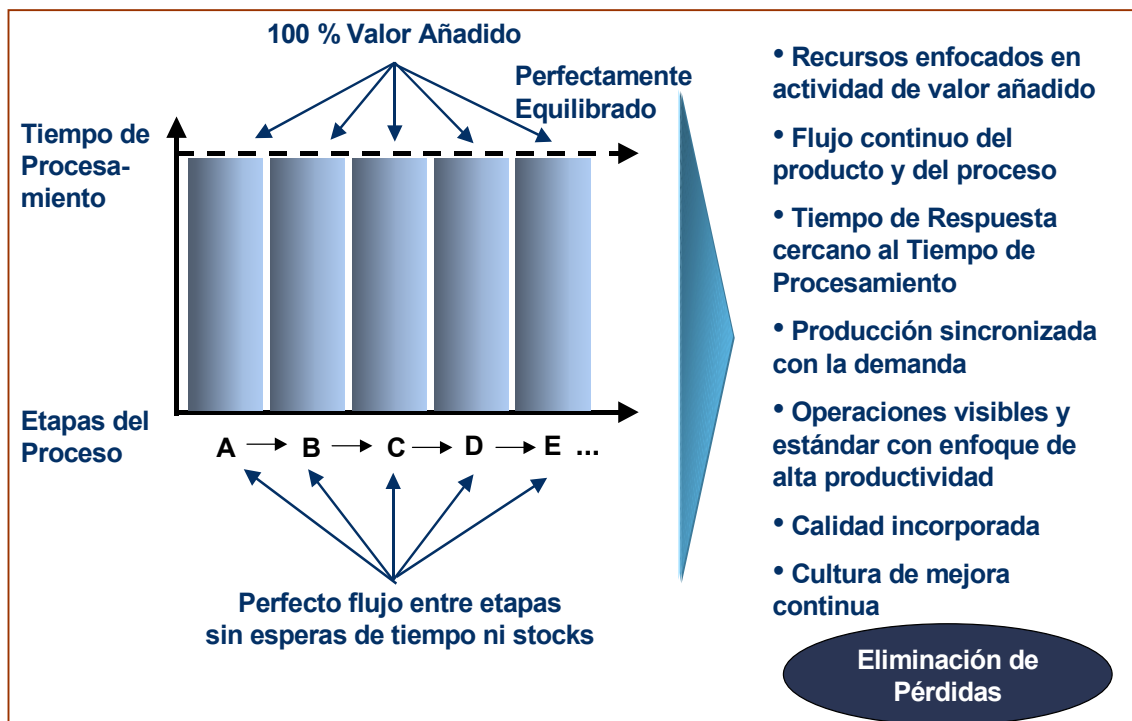 100 % Valor Añadido
Perfectamente
Equilibrado
Tiempo de
Procesa-
miento
Etapas del
Proceso
A B C D E ...
Perfecto flujo entre etapas
sin esperas de tiempo ni stocks
• Recursos enfocados en
actividad de valor añadido
• Flujo continuo del
producto y del proceso
• Tiempo de Respuesta
cercano al Tiempo de
Procesamiento
• Producción sincronizada
con la demanda
• Operaciones visibles y
estándar con enfoque de
alta productividad
• Calidad incorporada
• Cultura de mejora
continua
Eliminación de
Pérdidas